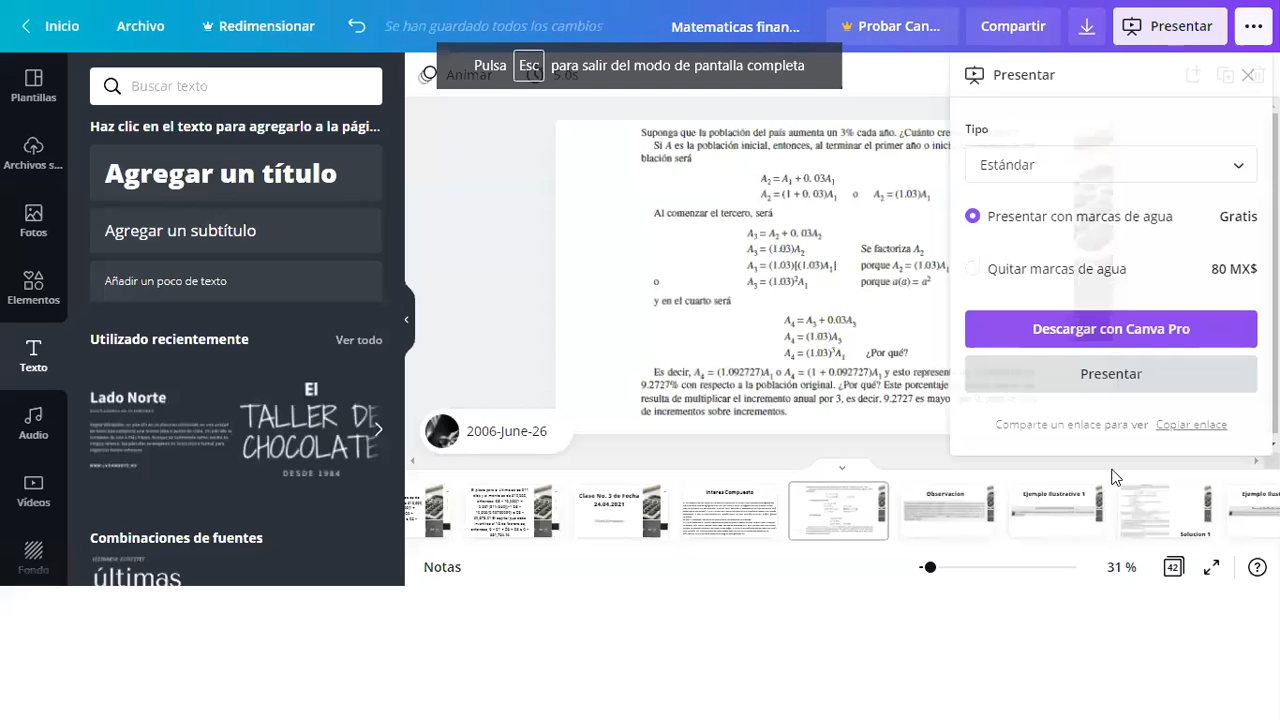 Inicio
Archivo
Redimensionar
Se han guardado todos los cambios
Matematicas finan...
Probar Can...
Compartir
Presentar
Pulsa Esc para salir del modo de pantalla completa
Animar
5.0s
Plantillas
Archivos s...
Fotos
Elementos
Texto
Audio
Vídeos
Fondo
Buscar texto
Haz clic en el texto para agregarlo a la pági...
Agregar un título
Agregar un subtítulo
Añadir un poco de texto
Utilizado recientemente
Ver todo
Lado Norte
El
TALLER DE
CHOCOLATE
DESDE 1984
Combinaciones de fuentes
últimas
Suponga que la población del país aumenta un 3% cada año. ¿Cuánto
Si A es la población inicial, entonces, al terminar el primer año o
blación será
A₂ = A₁ + 0. 03A₁
A₂ = (1 + 0. 03)A₁ o A₂ = (1.03)A₁
Al comenzar el tercero, será
A₃ = A₂ + 0. 03A₂
A₃ = (1.03)A₂ Se factoriza A₂
A₃ = (1.03)[(1.03)A₁] porque A₂ = (1.03)A₁
o A₃ = (1.03)²A₁ porque a(a) = a²
y en el cuarto será
A₄ = A₃ + 0.03A₃
A₄ = (1.03)A₃
A₄ = (1.03)³A₁ ¿Por qué?
Es decir, A₄ = (1.092727)A₁ o A₄ = (1 + 0.092727)A₁ y esto
9.2727% con respecto a la población original. ¿Por qué? Este
resulta de multiplicar el incremento anual por 3, es decir, 9.2727 es
de incrementos sobre incrementos.
Presentar
Tipo
Estándar
Presentar con marcas de agua Gratis
Quitar marcas de agua 80 MX$
Descargar con Canva Pro
Presentar
Comparte un enlace para ver Copiar enlace
2006-June-26
Clase No. 3 de Fecha
24.04.2021
Interes Compuesto
Observacion
Ejemplo Ilustrativo 1
Solucion 1
Notas
31 %
42